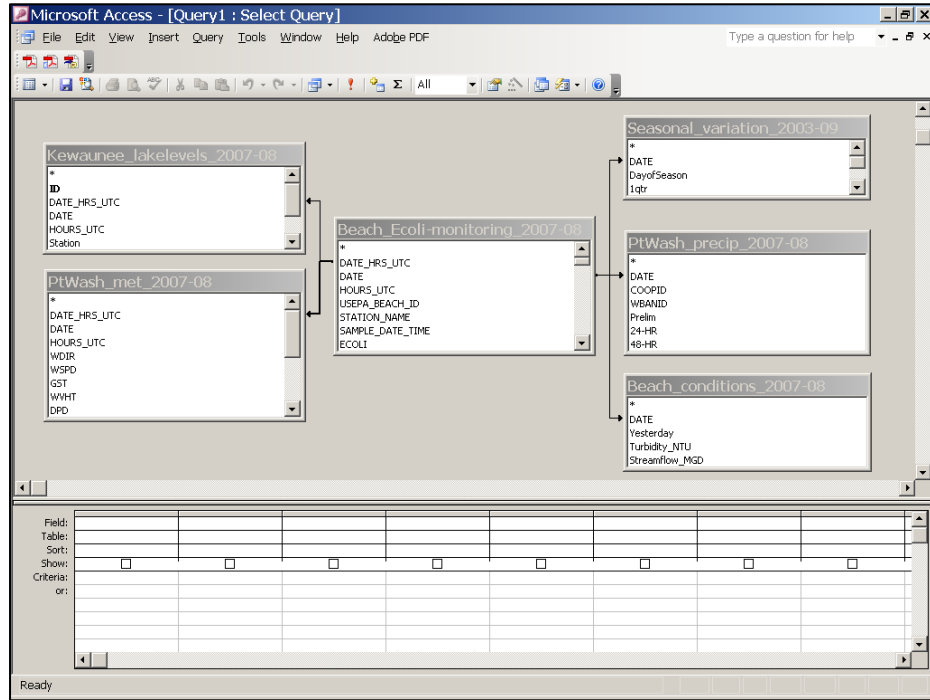 Microsoft Access - [Query1 : Select Query]
File Edit View Insert Query Tools Window Help Adobe PDF Type a question for help
All
Kewaunee_lakelevels_2007-08
*
ID
DATE_HRS_UTC
DATE
HOURS_UTC
Station
PtWash_met_2007-08
*
DATE_HRS_UTC
DATE
HOURS_UTC
WDIR
WSPD
GST
WVHT
DPD
Beach_Ecoli-monitoring_2007-08
*
DATE_HRS_UTC
DATE
HOURS_UTC
USEPA_BEACH_ID
STATION_NAME
SAMPLE_DATE_TIME
ECOLI
Seasonal_variation_2003-09
*
DATE
DayofSeason
1qtr
PtWash_precip_2007-08
*
DATE
COOPID
WBANID
Prelim
24-HR
48-HR
Beach_conditions_2007-08
*
DATE
Yesterday
Turbidity_NTU
Streamflow_MGD
Field:
Table:
Sort:
Show:
Criteria:
or:
Ready